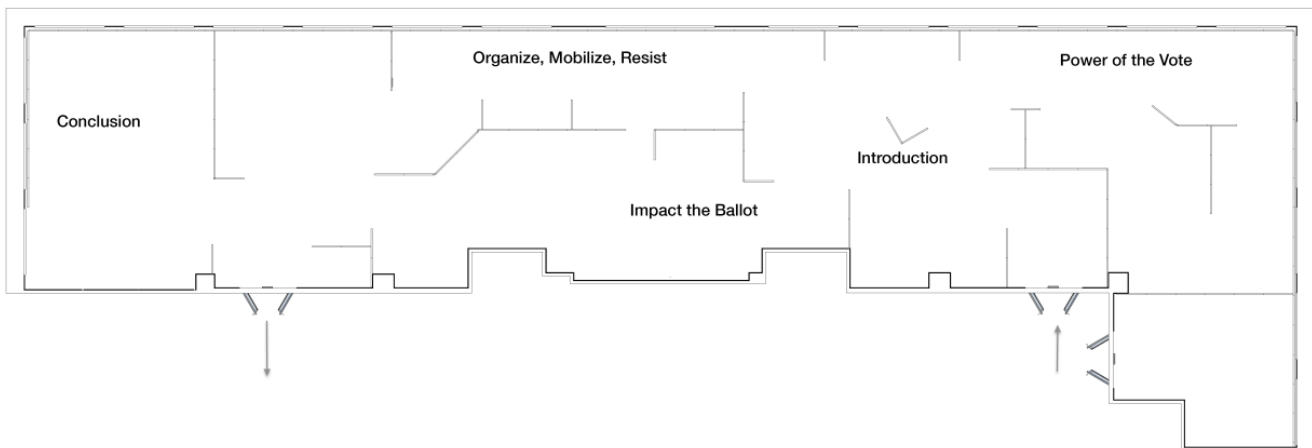 Organize, Mobilize, Resist
Power of the Vote
Conclusion
Introduction
Impact the Ballot